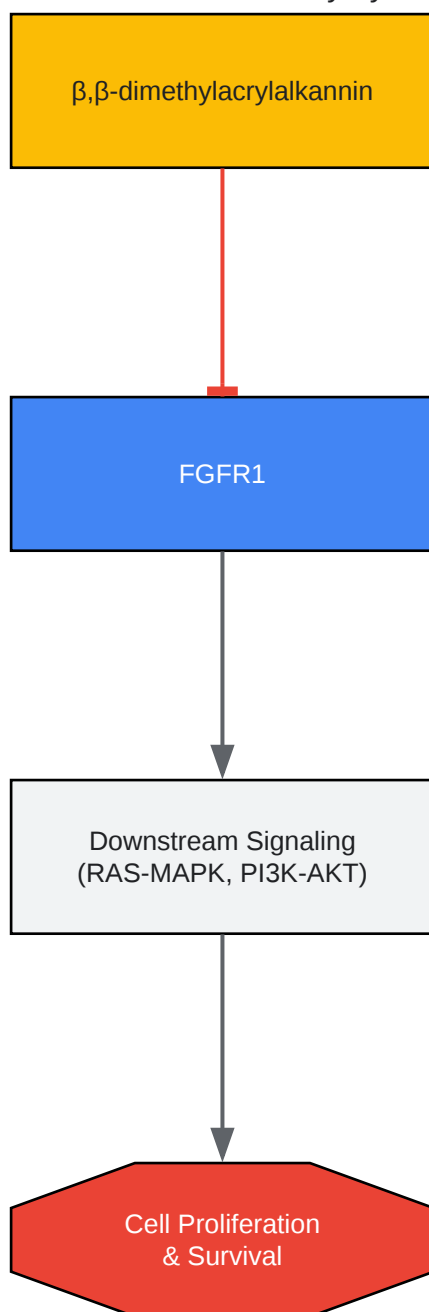 β,β-dimethylacrylalkannin
FGFR1
Downstream Signaling
(RAS-MAPK, PI3K-AKT)
Cell Proliferation
& Survival